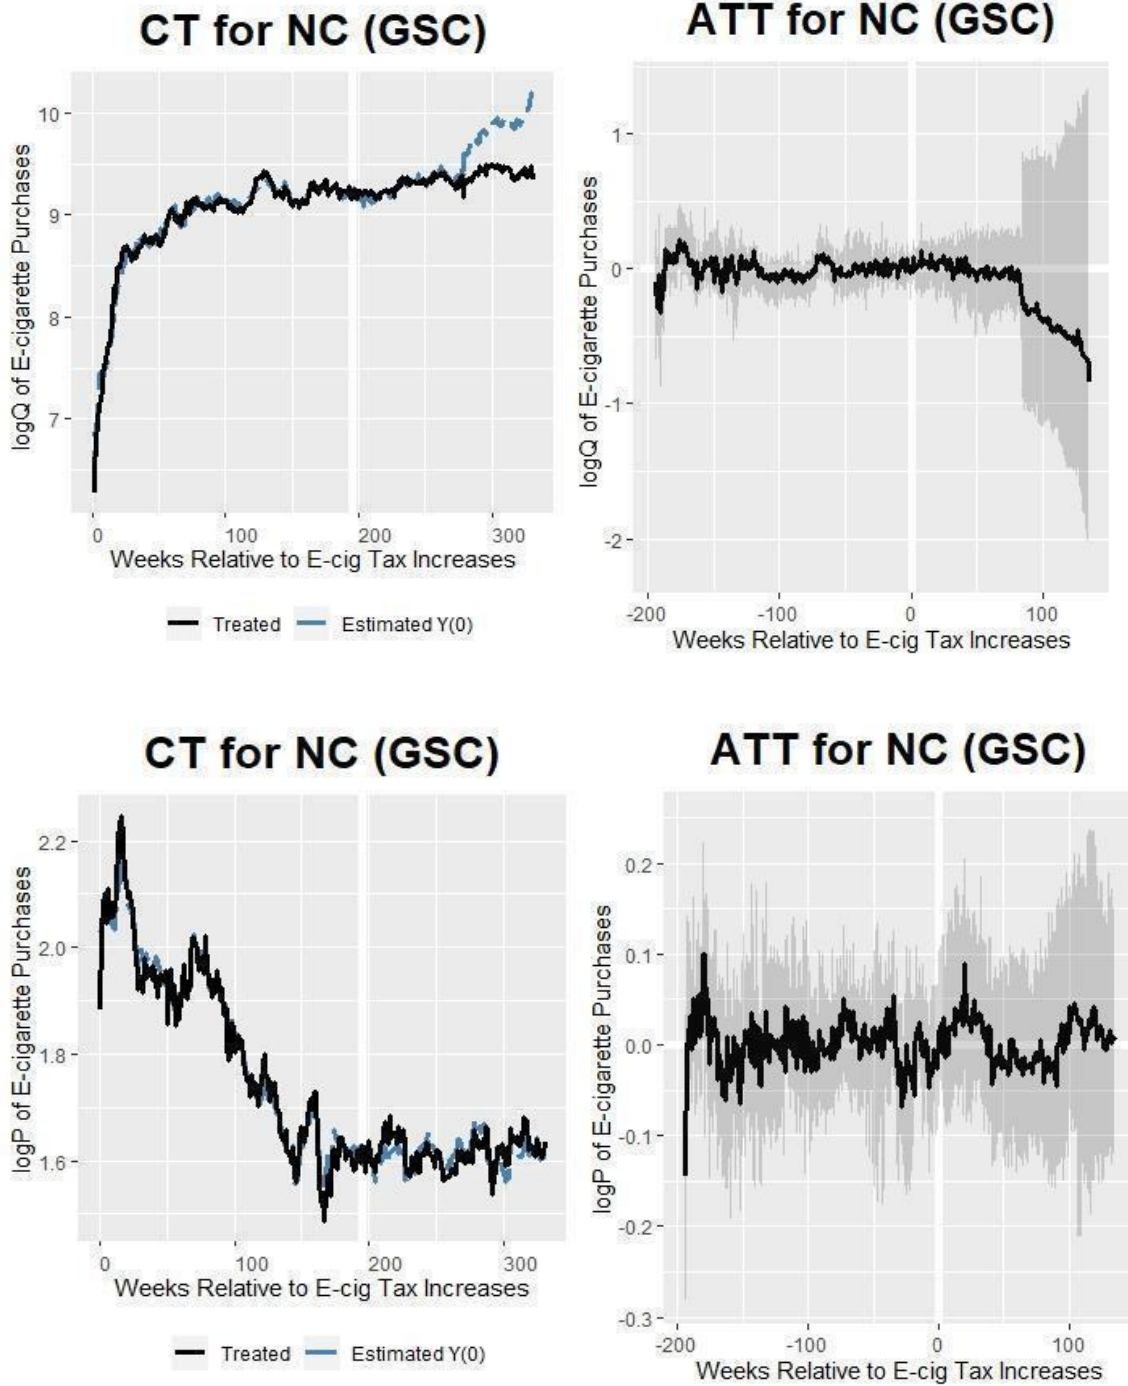 CT for NC (GSC)
logQ of E-cigarette Purchases
10
9
8
7
0 100 200 300
Weeks Relative to E-cig Tax Increases
Treated Estimated Y(0)
ATT for NC (GSC)
logQ of E-cigarette Purchases
1
0
-1
-2
-200 -100 0 100
Weeks Relative to E-cig Tax Increases
CT for NC (GSC)
logP of E-cigarette Purchases
2.2
2.0
1.8
1.6
0 100 200 300
Weeks Relative to E-cig Tax Increases
Treated Estimated Y(0)
ATT for NC (GSC)
logP of E-cigarette Purchases
0.2
0.1
0.0
-0.1
-0.2
-0.3
-200 -100 0 100
Weeks Relative to E-cig Tax Increases